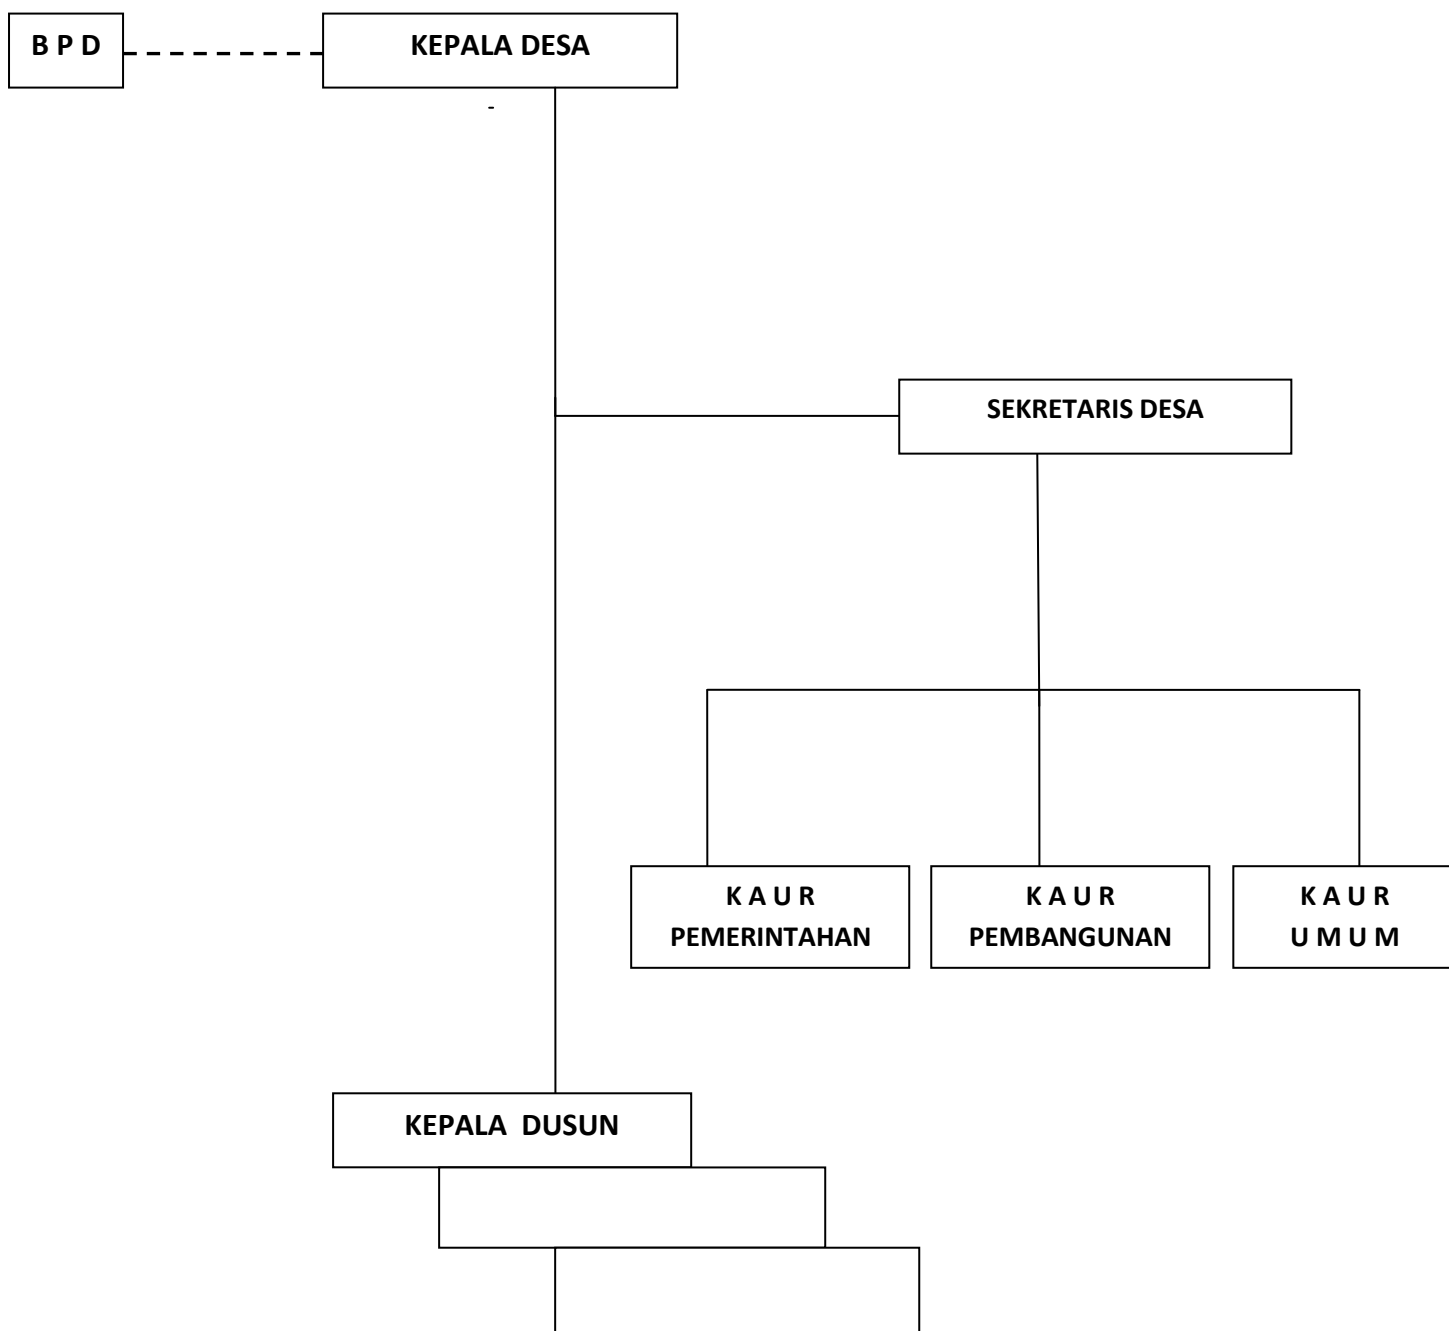 B P D
KEPALA DESA
-
SEKRETARIS DESA
K A U R
PEMERINTAHAN
K A U R
PEMBANGUNAN
K A U R
U M U M
KEPALA  DUSUN